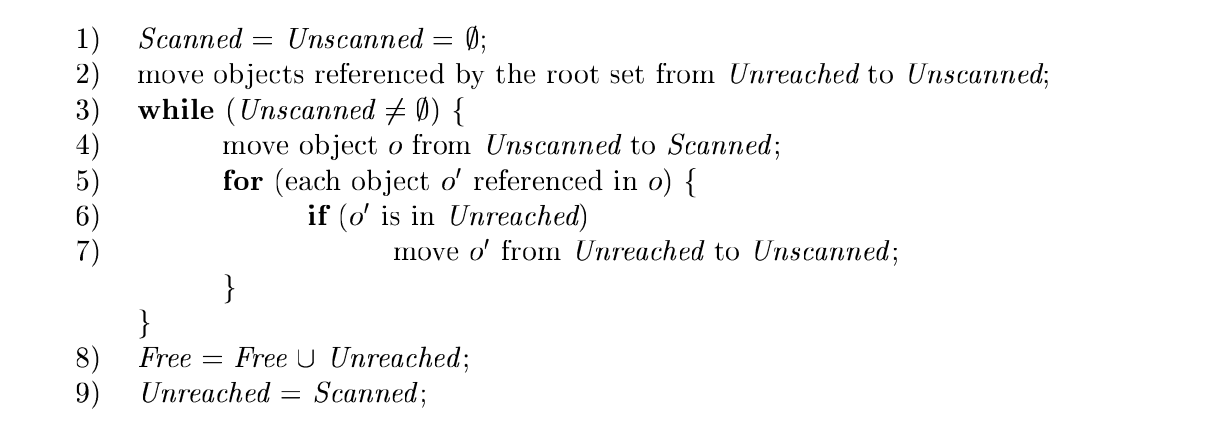 1) Scanned = Unscanned = ∅;
2) move objects referenced by the root set from Unreached to Unscanned;
3) while (Unscanned ≠ ∅) {
4) move object o from Unscanned to Scanned;
5) for (each object o′ referenced in o) {
6) if (o′ is in Unreached)
7) move o′ from Unreached to Unscanned;
}
}
8) Free = Free ∪ Unreached;
9) Unreached = Scanned;